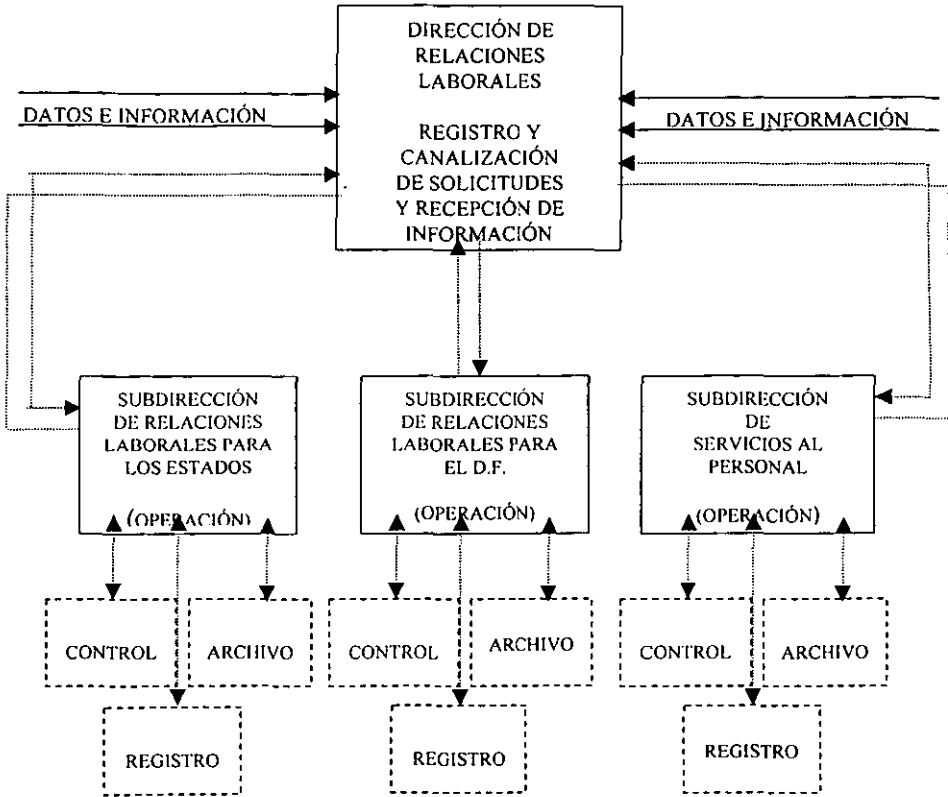 DIRECCIÓN DE
RELACIONES
LABORALES
REGISTRO Y
CANALIZACIÓN
DE SOLICITUDES
Y RECEPCIÓN DE
INFORMACIÓN
DATOS E INFORMACIÓN
DATOS E INFORMACIÓN
SUBDIRECCIÓN
DE RELACIONES
LABORALES PARA
LOS ESTADOS
(OPERACIÓN)
SUBDIRECCIÓN
DE RELACIONES
LABORALES PARA
EL D.F.
(OPERACIÓN)
SUBDIRECCIÓN
DE
SERVICIOS AL
PERSONAL
(OPERACIÓN)
CONTROL
ARCHIVO
REGISTRO
CONTROL
ARCHIVO
REGISTRO
CONTROL
ARCHIVO
REGISTRO